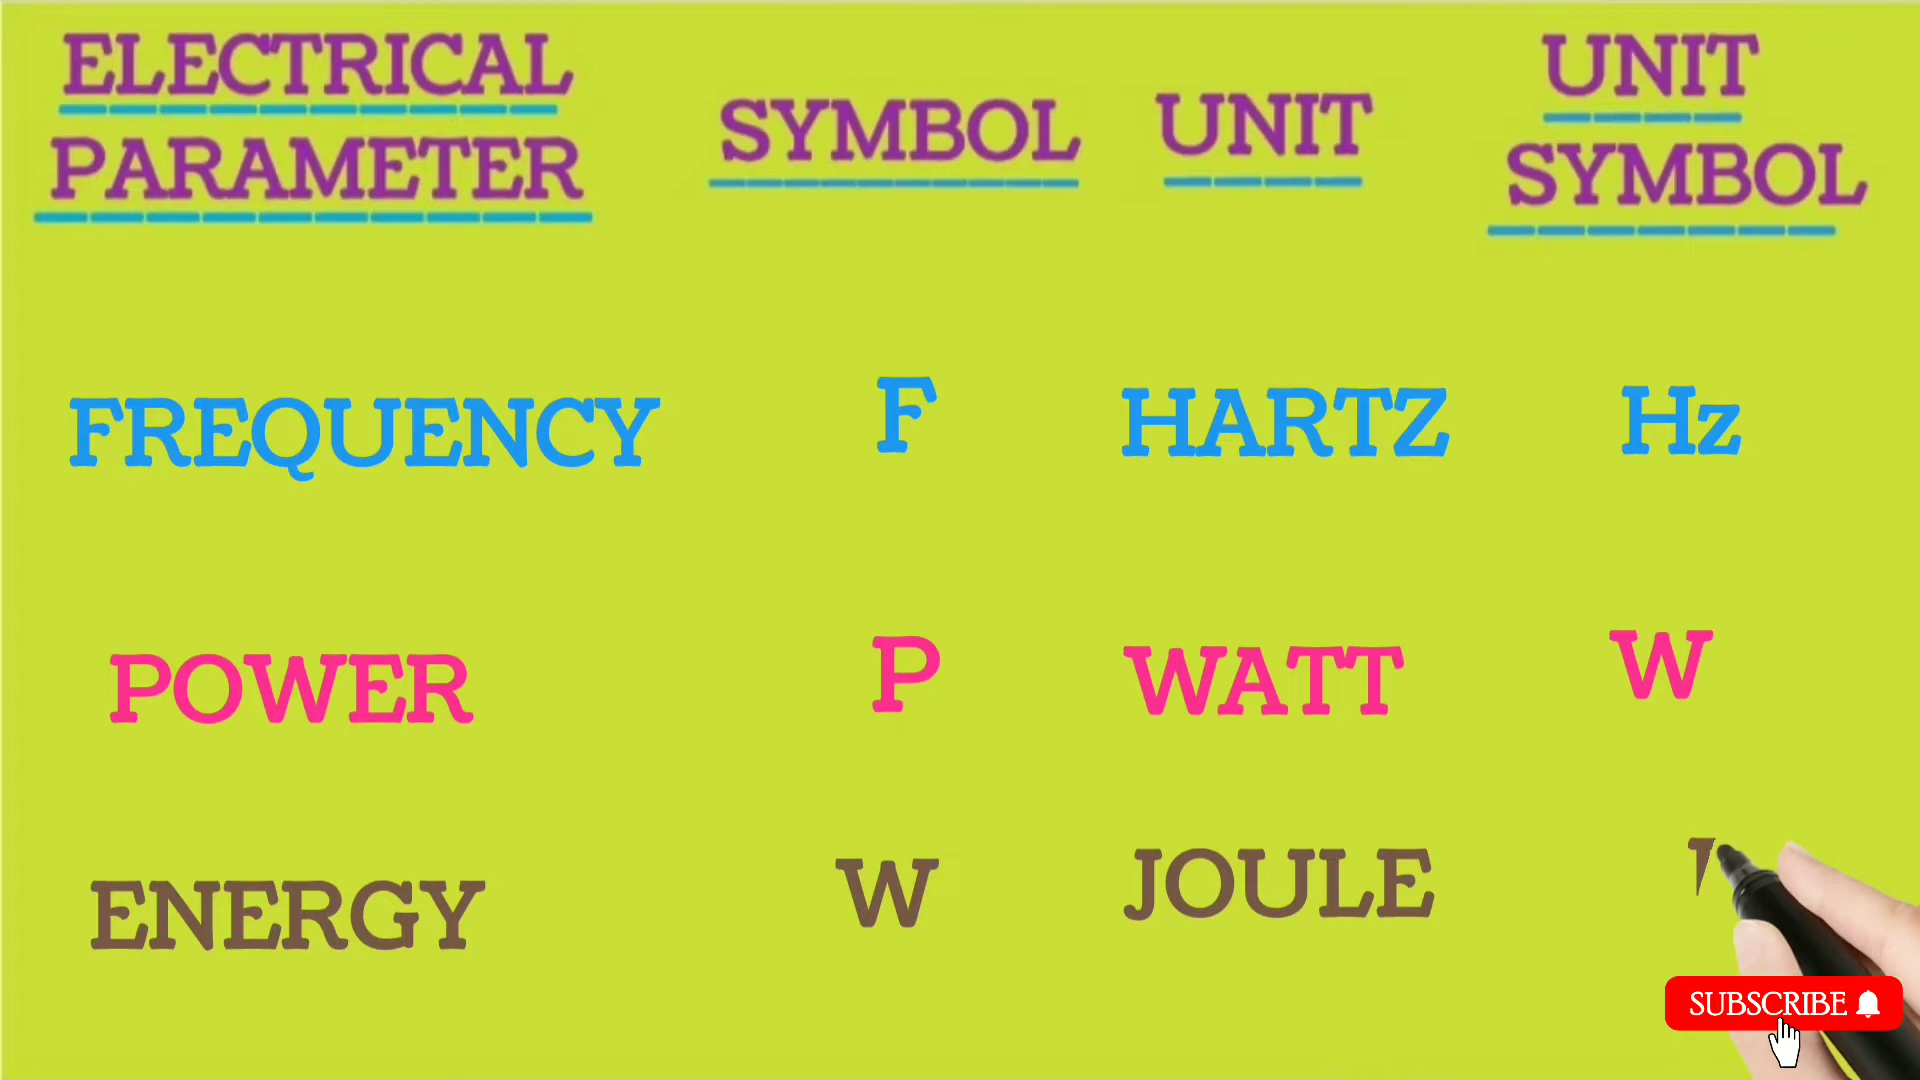 ELECTRICAL
PARAMETER
SYMBOL
UNIT
UNIT
SYMBOL
FREQUENCY F HARTZ Hz
POWER P WATT W
ENERGY W JOULE
SUBSCRIBE